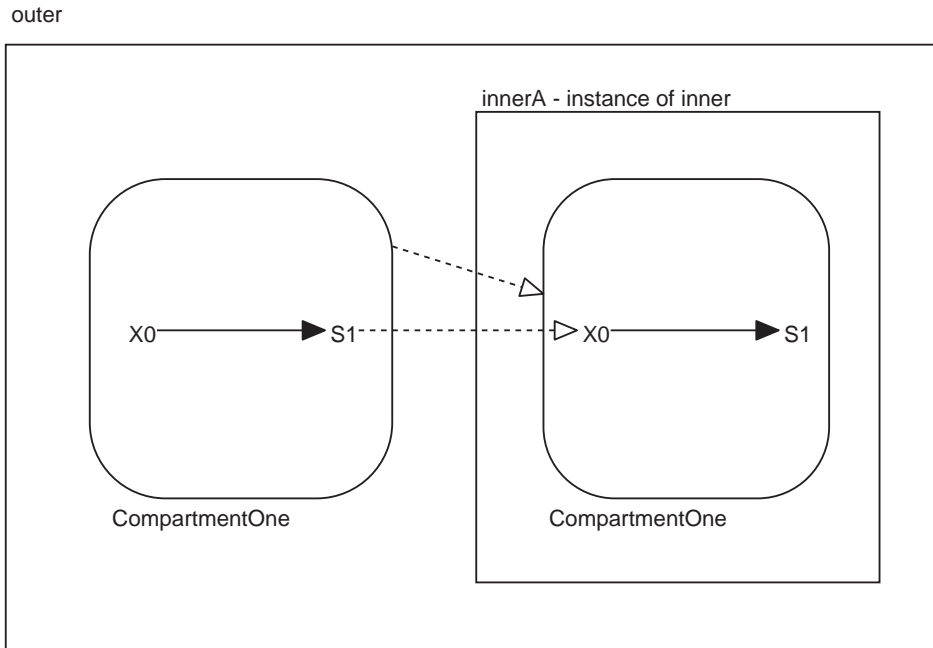 outer
innerA - instance of inner
X0 S1 X0 S1
CompartmentOne CompartmentOne